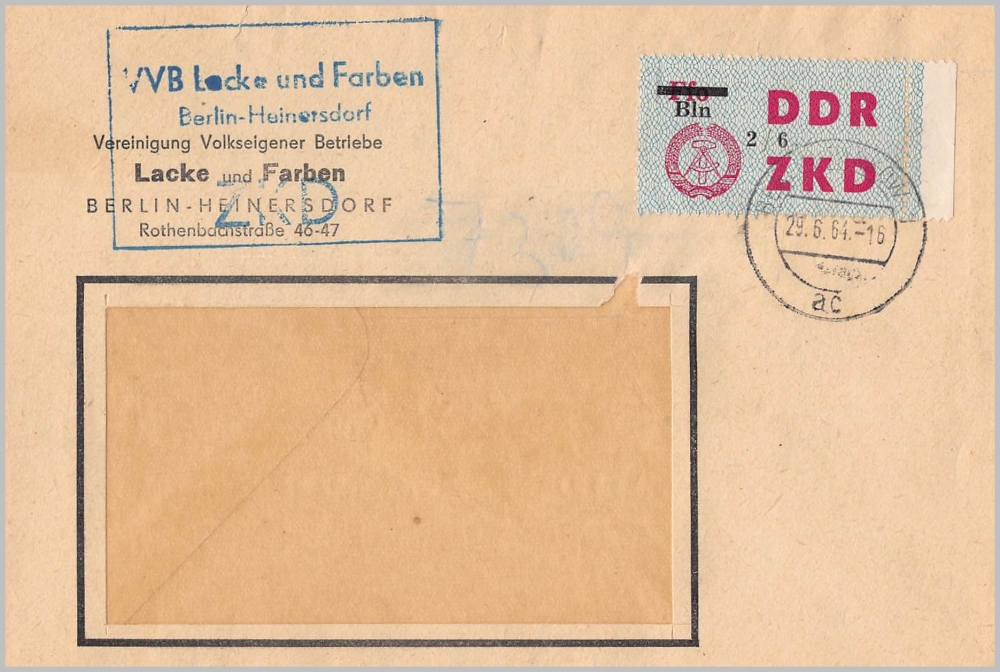 VVB Lacke und Farben
Berlin-Heinersdorf
Vereinigung Volkseigener Betriebe
Lacke und Farben
ZKD
BERLIN-HEINERSDORF
Rothenbachstraße 46-47
Ffo
Bln
DDR
2 6
ZKD
29.6.64.-16
ac